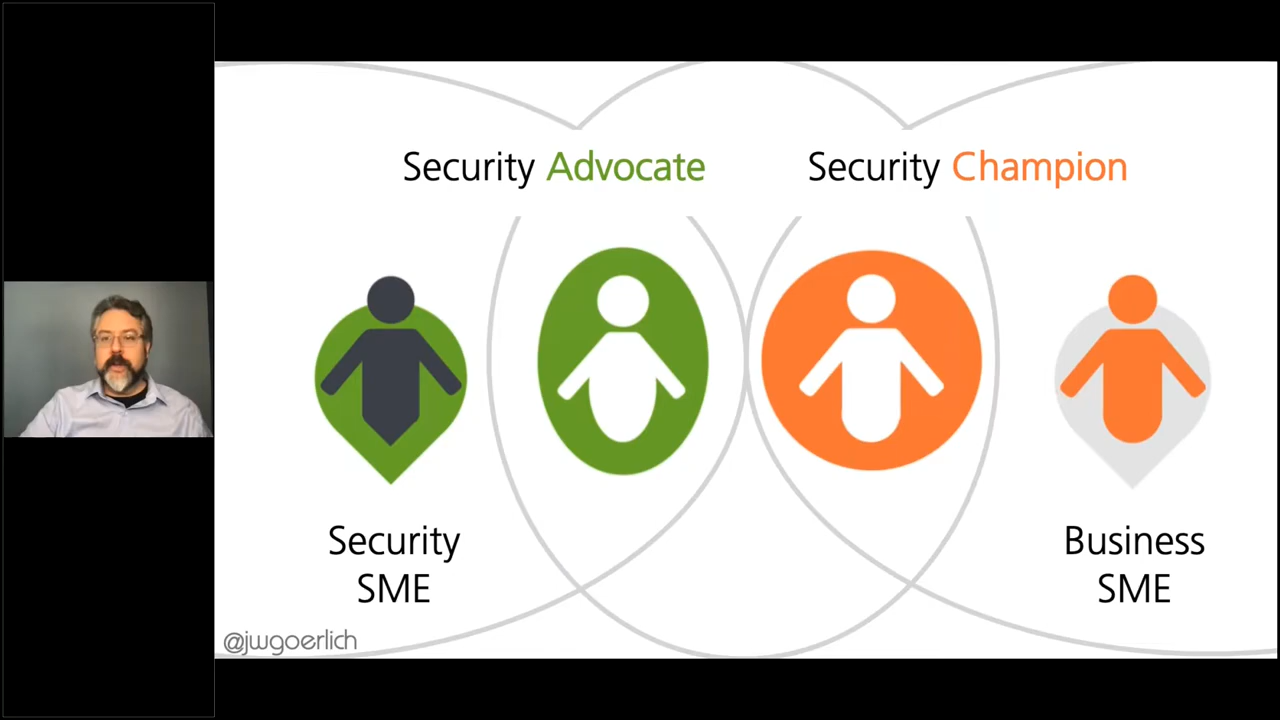 Security Advocate
Security Champion
Security
SME
Business
SME
@jwgoerlich